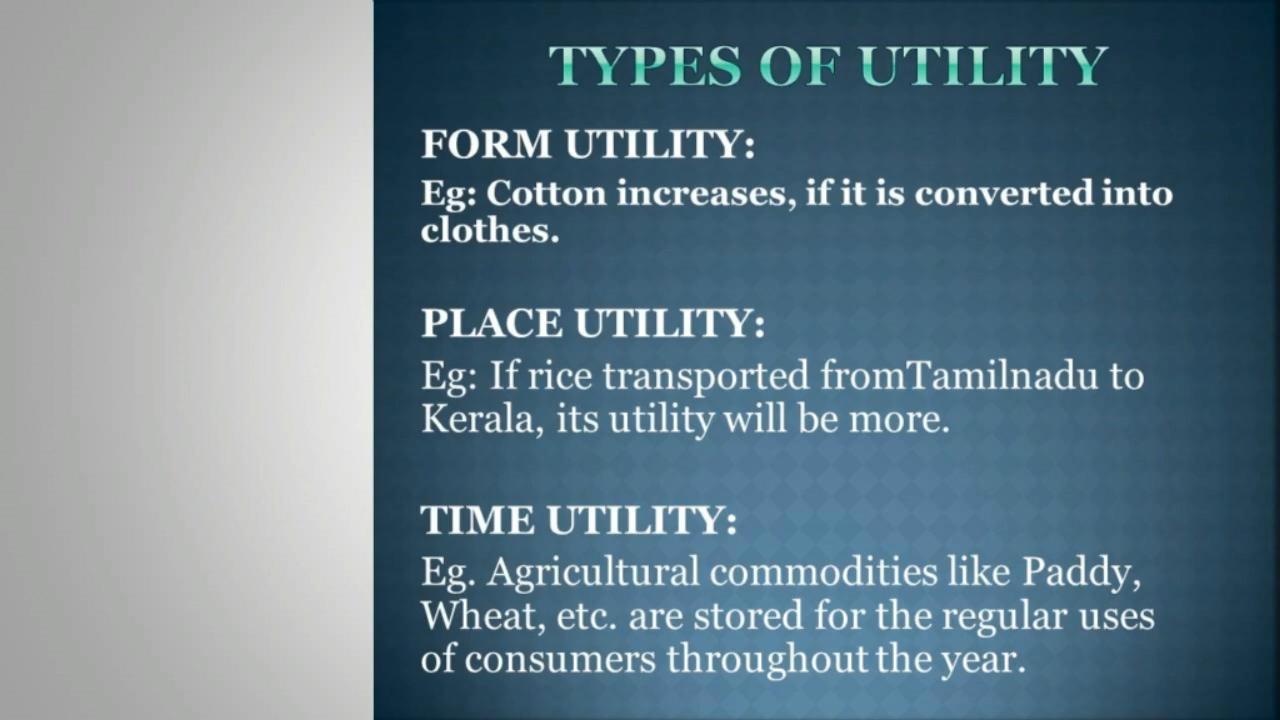 TYPES OF UTILITY
FORM UTILITY:
Eg: Cotton increases, if it is converted into
clothes.
PLACE UTILITY:
Eg: If rice transported fromTamilnadu to
Kerala, its utility will be more.
TIME UTILITY:
Eg. Agricultural commodities like Paddy,
Wheat, etc. are stored for the regular uses
of consumers throughout the year.